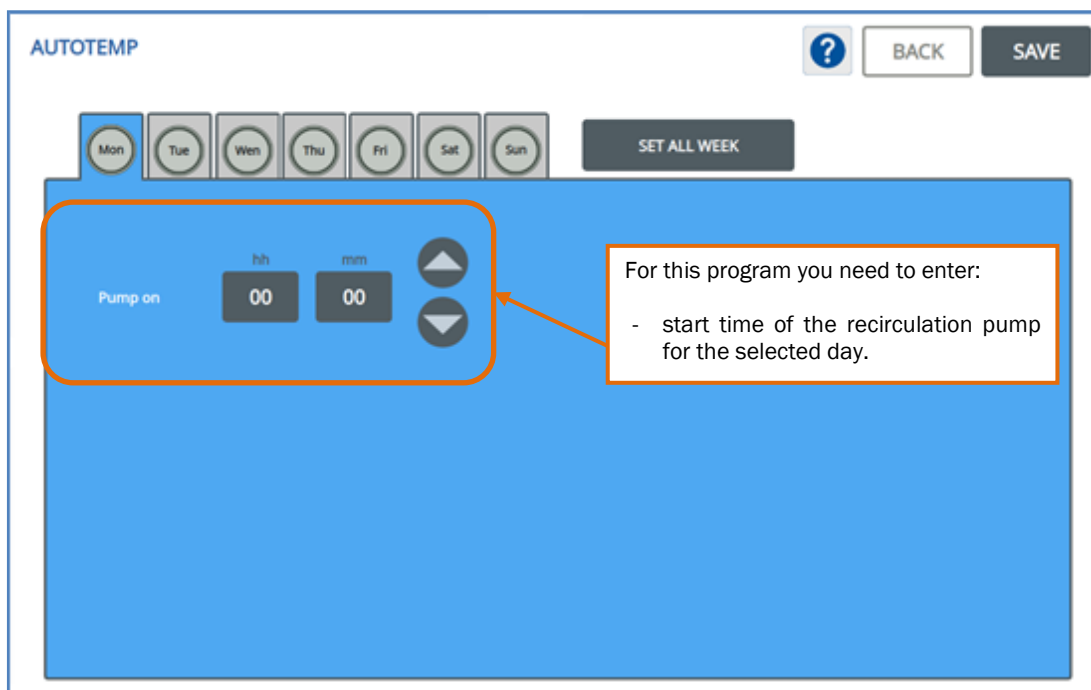 AUTOTEMP
?
BACK
SAVE
Mon
Tue
Wen
Thu
Fri
Sat
Sun
SET ALL WEEK
hh
mm
Pump on
00
00
For this program you need to enter:
- start time of the recirculation pump
for the selected day.